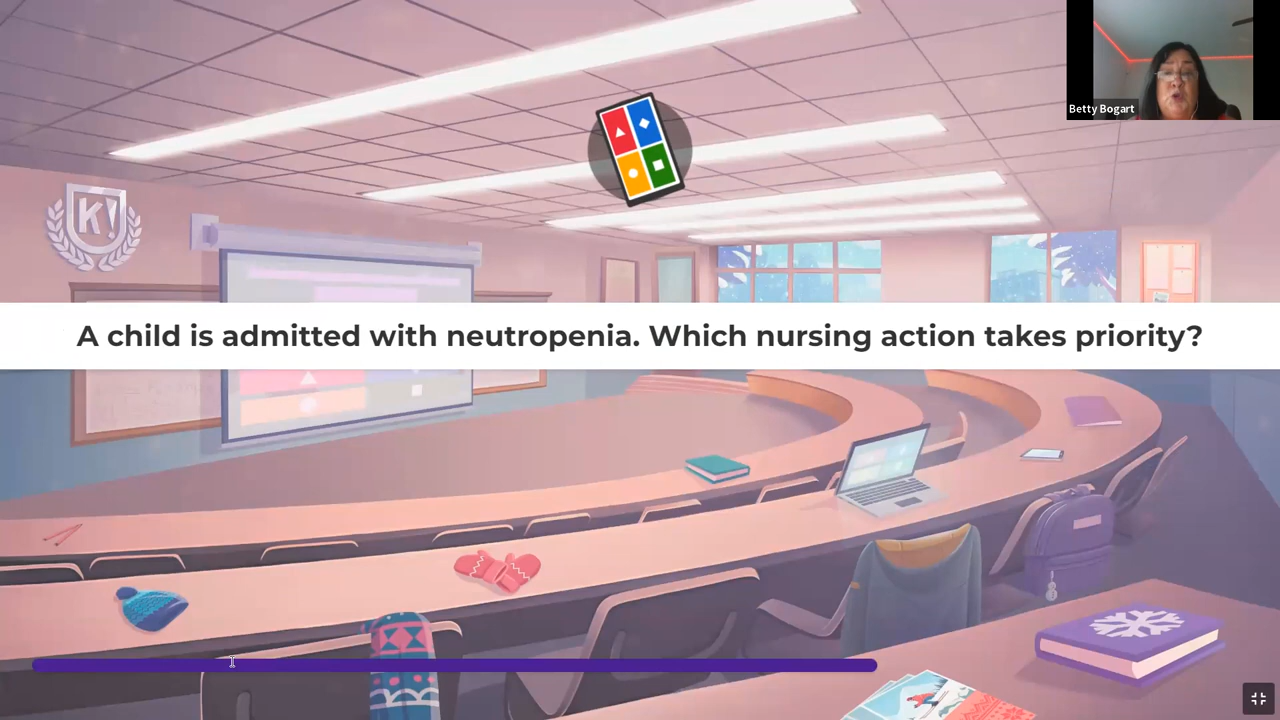 Betty Bogart
K!
A child is admitted with neutropenia. Which nursing action takes priority?